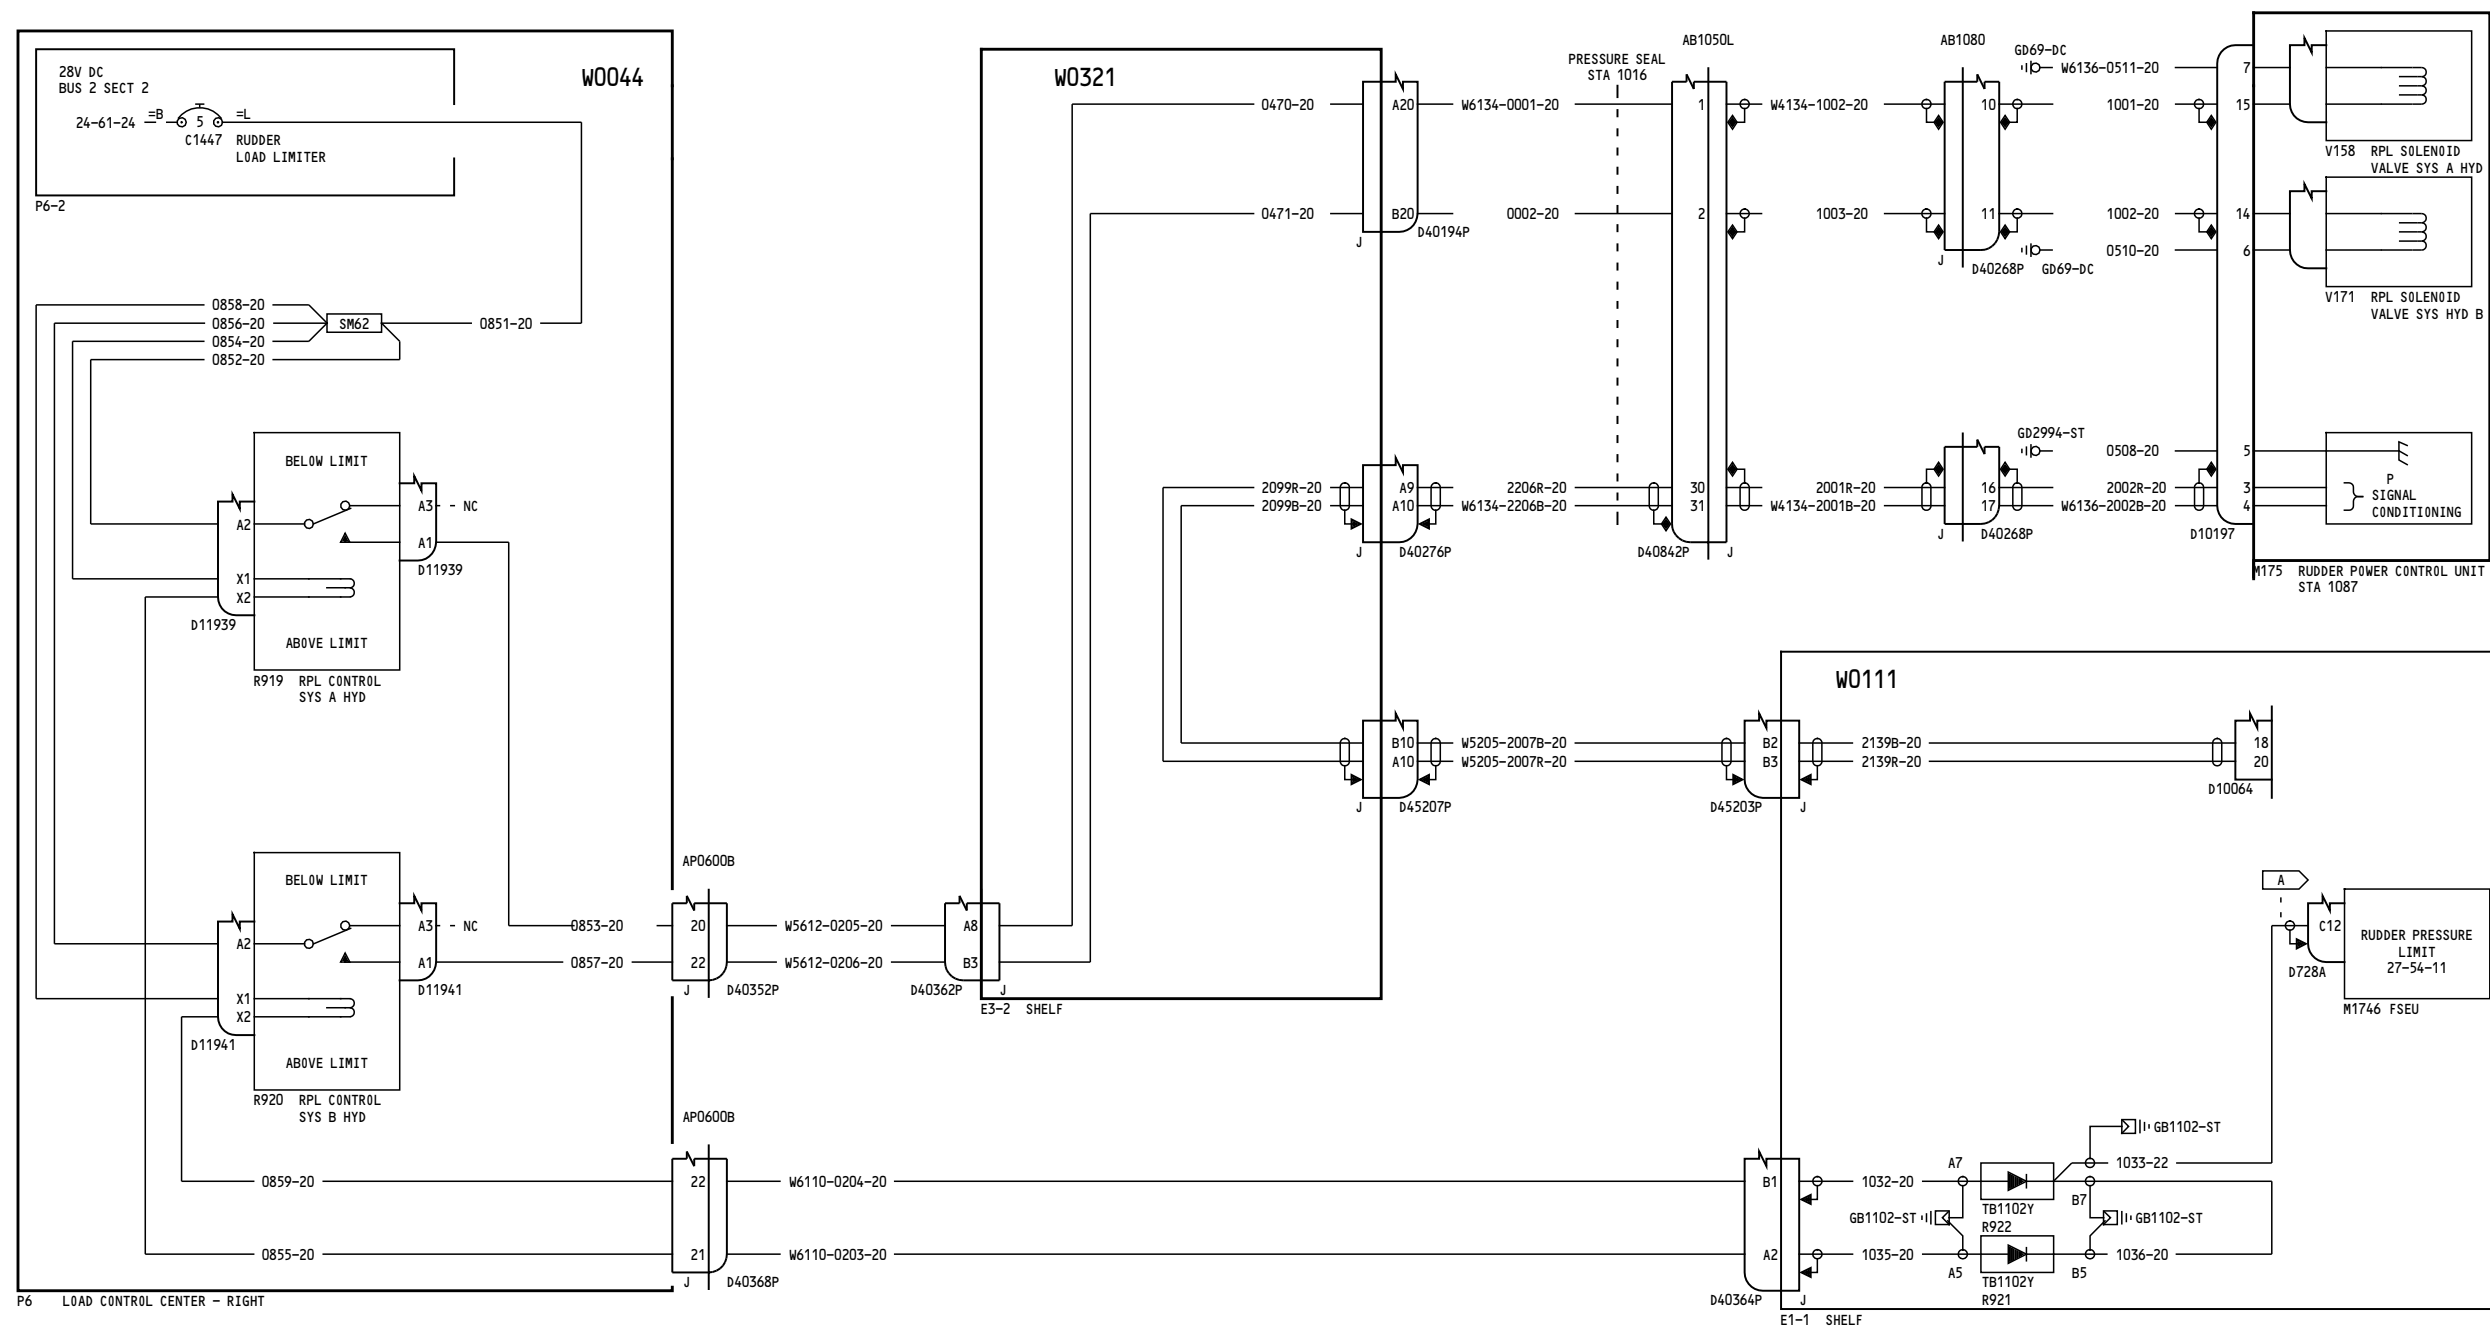 28V DC
BUS 2 SECT 2
24-61-24
=B
5
=L
C1447 RUDDER
LOAD LIMITER
P6-2
W0044
0858-20
0856-20
0854-20
0852-20
SM62
0851-20
BELOW LIMIT
A2
A3
NC
A1
D11939
X1
X2
D11939
ABOVE LIMIT
R919 RPL CONTROL
SYS A HYD
BELOW LIMIT
A2
A3
NC
A1
D11941
X1
X2
D11941
ABOVE LIMIT
R920 RPL CONTROL
SYS B HYD
0853-20
0857-20
0859-20
0855-20
P6 LOAD CONTROL CENTER - RIGHT
AP0600B
20
22
J
D40352P
W5612-0205-20
W5612-0206-20
AP0600B
22
21
J
D40368P
W6110-0204-20
W6110-0203-20
A8
B3
D40362P
J
E3-2 SHELF
W0321
0470-20
0471-20
A20
B20
J
D40194P
2099R-20
2099B-20
A9
A10
J
D40276P
B10
A10
J
D45207P
W6134-0001-20
0002-20
2206R-20
W6134-2206B-20
PRESSURE SEAL
STA 1016
AB1050L
1
2
30
31
D40842P
J
W4134-1002-20
1003-20
2001R-20
W4134-2001B-20
AB1080
10
11
J
D40268P
16
17
J
D40268P
GD69-DC
W6136-0511-20
1001-20
1002-20
0510-20
GD69-DC
GD2994-ST
0508-20
2002R-20
W6136-2002B-20
7
15
14
6
5
3
4
D10197
V158 RPL SOLENOID
VALVE SYS A HYD
V171 RPL SOLENOID
VALVE SYS HYD B
P
SIGNAL
CONDITIONING
M175 RUDDER POWER CONTROL UNIT
STA 1087
W0111
W5205-2007B-20
W5205-2007R-20
B2
B3
D45203P
J
2139B-20
2139R-20
18
20
D10064
A
C12
D728A
RUDDER PRESSURE
LIMIT
27-54-11
M1746 FSEU
B1
A2
D40364P
J
E1-1 SHELF
1032-20
1035-20
A7
A5
GB1102-ST
TB1102Y
R922
TB1102Y
R921
GB1102-ST
1033-22
B7
GB1102-ST
B5
1036-20